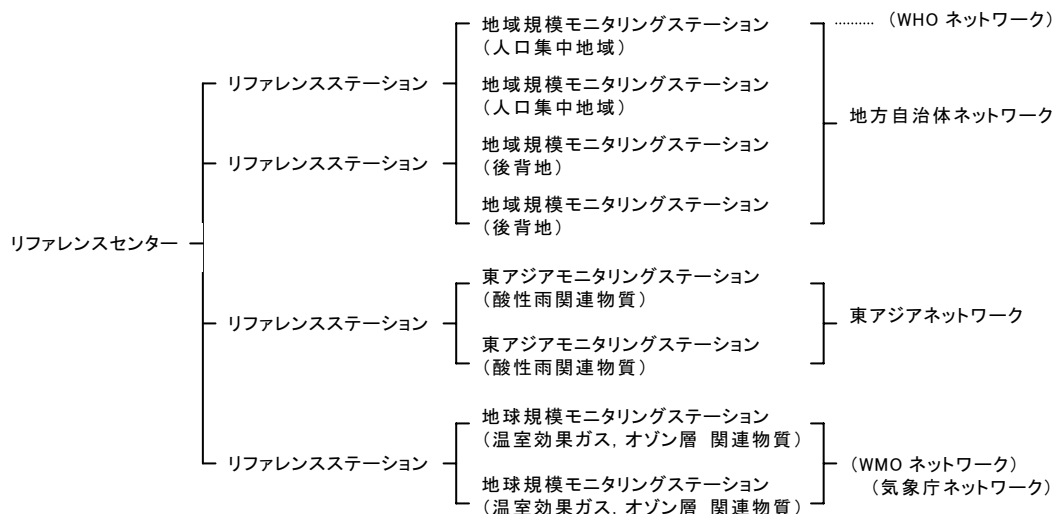 地域規模モニタリングステーション
(人口集中地域)
………. (WHO ネットワーク)
リファレンスステーション
地域規模モニタリングステーション
(人口集中地域)
地方自治体ネットワーク
リファレンスステーション
地域規模モニタリングステーション
(後背地)
地域規模モニタリングステーション
(後背地)
リファレンスセンター
東アジアモニタリングステーション
(酸性雨関連物質)
リファレンスステーション
東アジアネットワーク
東アジアモニタリングステーション
(酸性雨関連物質)
地球規模モニタリングステーション
(温室効果ガス, オゾン層 関連物質)
リファレンスステーション
(WMO ネットワーク)
(気象庁ネットワーク)
地球規模モニタリングステーション
(温室効果ガス, オゾン層 関連物質)